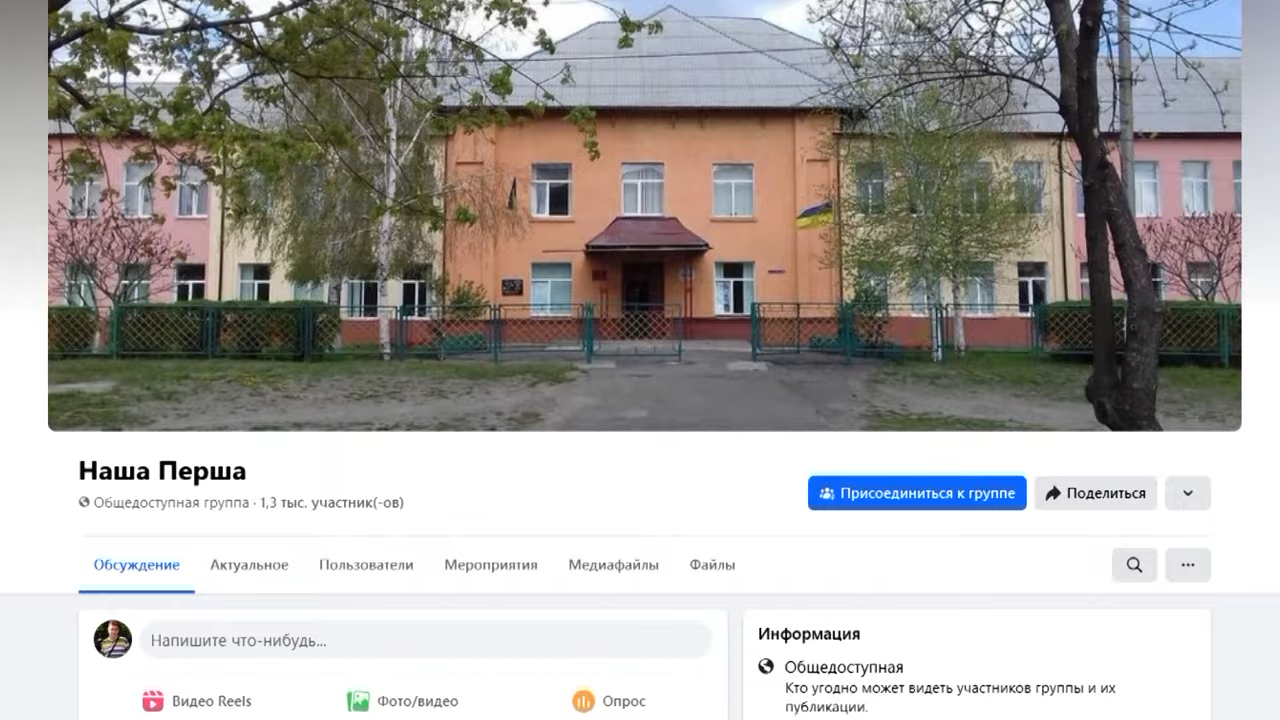 Наша Перша
Общедоступная группа · 1,3 тыс. участник(-ов)
Присоединиться к группе
Поделиться
Обсуждение
Актуальное
Пользователи
Мероприятия
Медиафайлы
Файлы
Напишите что-нибудь...
Видео Reels
Фото/видео
Опрос
Информация
Общедоступная
Кто угодно может видеть участников группы и их
публикации.